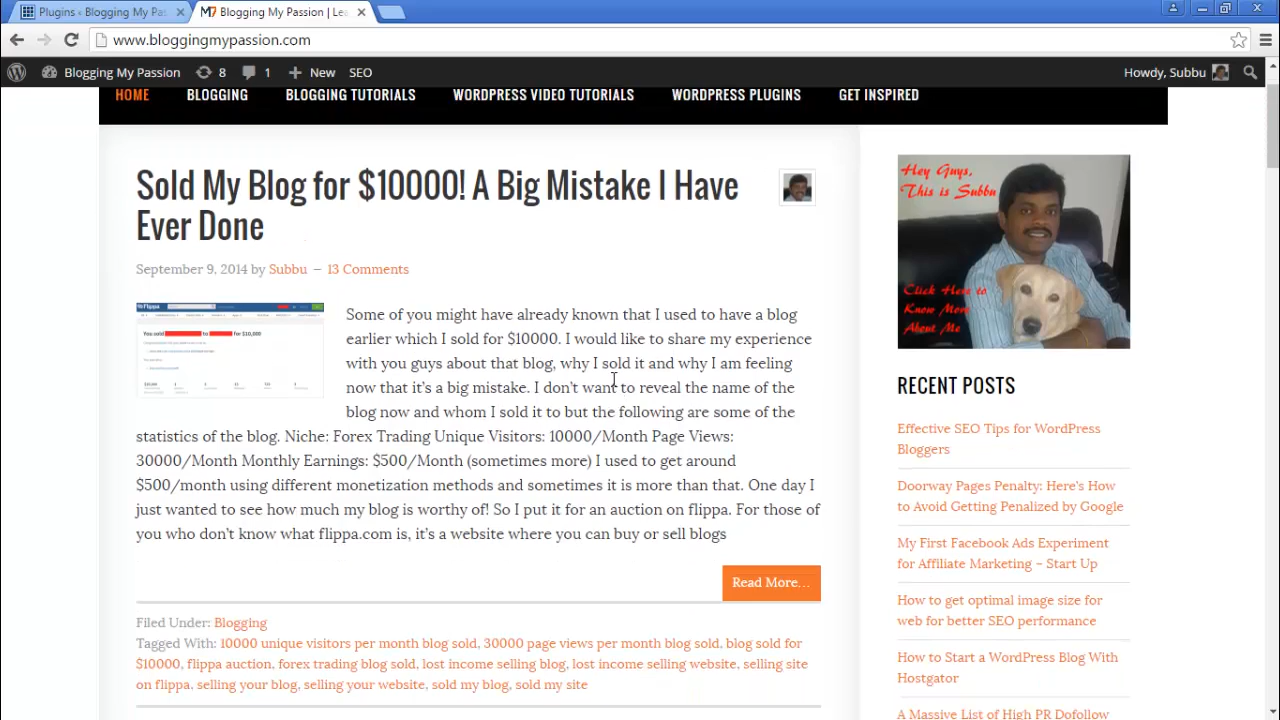 Plugins ‹ Blogging My Pas
Blogging My Passion | Lea
www.bloggingmypassion.com
Blogging My Passion 8 1 New SEO Howdy, Subbu
HOME BLOGGING BLOGGING TUTORIALS WORDPRESS VIDEO TUTORIALS WORDPRESS PLUGINS GET INSPIRED
Sold My Blog for $10000! A Big Mistake I Have
Ever Done
September 9, 2014 by Subbu — 13 Comments
flippa
You sold to for $10,000
Some of you might have already known that I used to have a blog
earlier which I sold for $10000. I would like to share my experience
with you guys about that blog, why I sold it and why I am feeling
now that it's a big mistake. I don't want to reveal the name of the
blog now and whom I sold it to but the following are some of the
statistics of the blog. Niche: Forex Trading Unique Visitors: 10000/Month Page Views:
30000/Month Monthly Earnings: $500/Month (sometimes more) I used to get around
$500/month using different monetization methods and sometimes it is more than that. One day I
just wanted to see how much my blog is worthy of! So I put it for an auction on flippa. For those of
you who don't know what flippa.com is, it's a website where you can buy or sell blogs
Read More…
Filed Under: Blogging
Tagged With: 10000 unique visitors per month blog sold, 30000 page views per month blog sold, blog sold for
$10000, flippa auction, forex trading blog sold, lost income selling blog, lost income selling website, selling site
on flippa, selling your blog, selling your website, sold my blog, sold my site
Hey Guys,
This is Subbu
Click Here to
Know More
About Me
RECENT POSTS
Effective SEO Tips for WordPress
Bloggers
Doorway Pages Penalty: Here's How
to Avoid Getting Penalized by Google
My First Facebook Ads Experiment
for Affiliate Marketing – Start Up
How to get optimal image size for
web for better SEO performance
How to Start a WordPress Blog With
Hostgator
A Massive List of High PR Dofollow